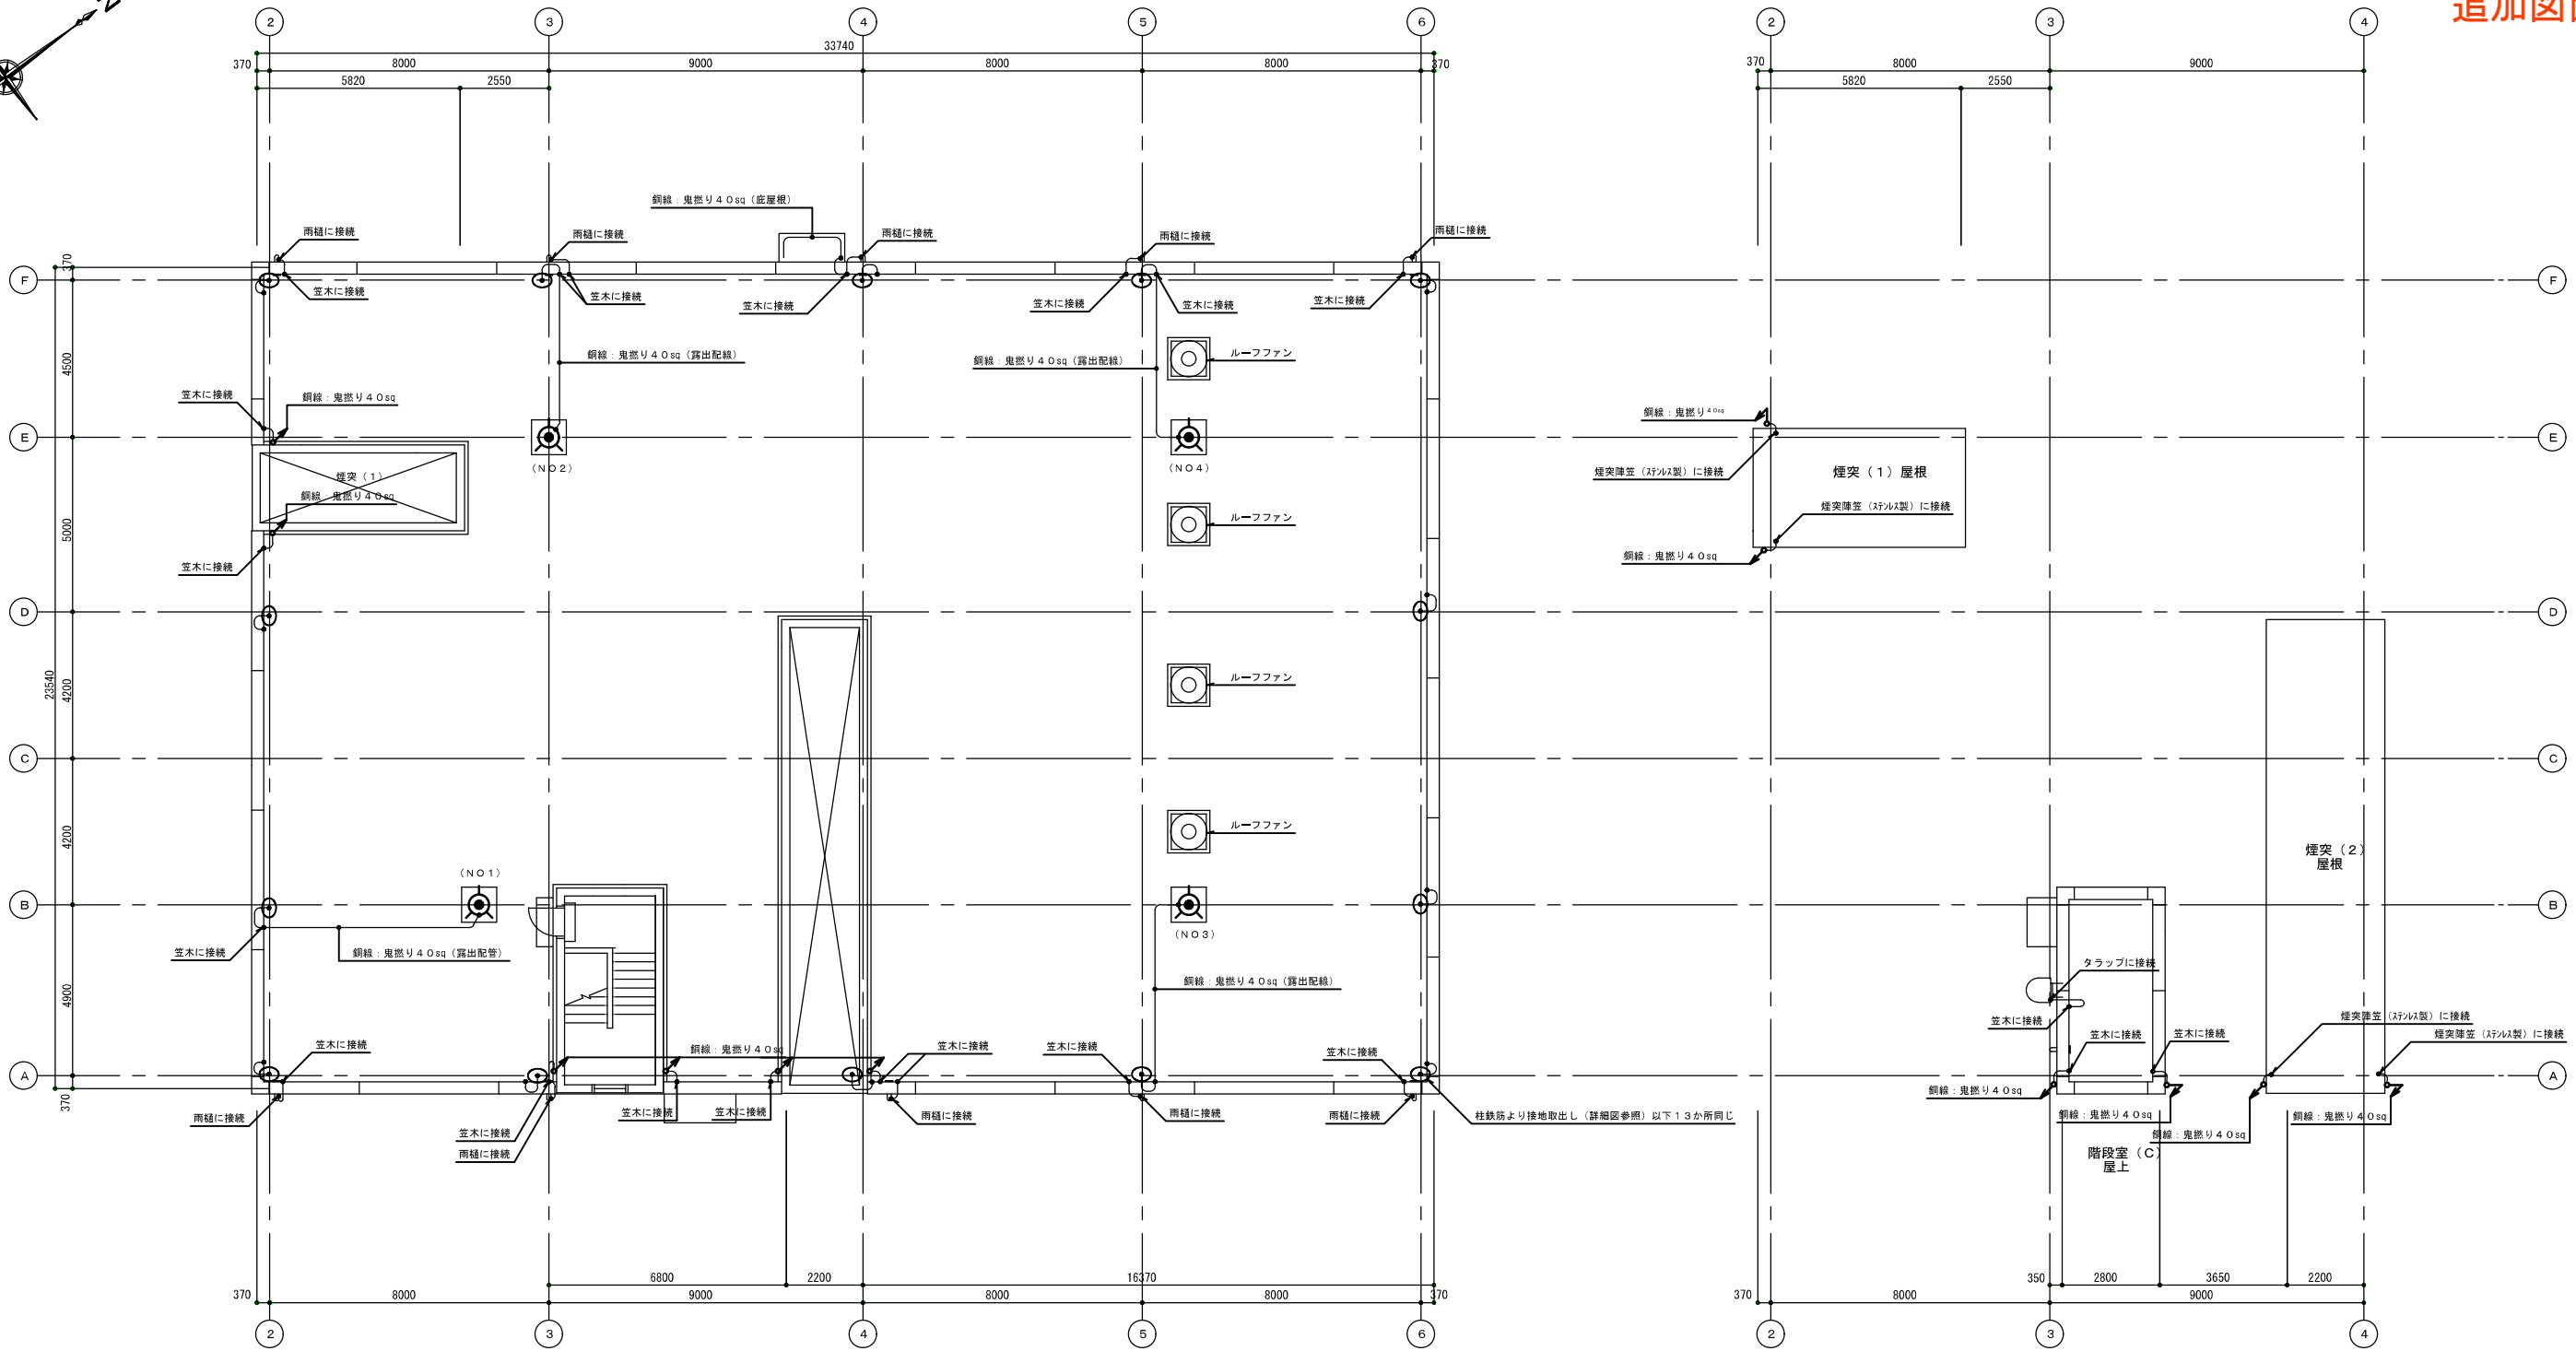 追加図
N
2 3 4 5 6 2 3 4
33740
370 8000 9000 8000 8000 370 370 8000 9000
5820 2550 5820 2550
銅線：鬼撚り４０sq（庇屋根）
雨樋に接続 雨樋に接続 雨樋に接続 雨樋に接続 雨樋に接続
370
F F
笠木に接続 笠木に接続 笠木に接続 笠木に接続 笠木に接続 笠木に接続
4500
銅線：鬼撚り４０sq（露出配線） 銅線：鬼撚り４０sq（露出配線） ルーフファン
笠木に接続 銅線：鬼撚り４０sq 銅線：鬼撚り４０sq
E E
（ＮＯ２） （ＮＯ４）
煙突（１） 煙突陣笠（ｽﾃﾝﾚｽ製）に接続 煙突（１）屋根
銅線：鬼撚り４０sq 煙突陣笠（ｽﾃﾝﾚｽ製）に接続
5000 ルーフファン
笠木に接続 銅線：鬼撚り４０sq
D D
23540 4200 ルーフファン
C C
4200 ルーフファン
煙突（２）
屋根
（ＮＯ１）
B B
（ＮＯ３）
笠木に接続 銅線：鬼撚り４０sq（露出配管）
タラップに接続
4900 銅線：鬼撚り４０sq（露出配線）
笠木に接続 煙突陣笠（ｽﾃﾝﾚｽ製）に接続
笠木に接続 笠木に接続 煙突陣笠（ｽﾃﾝﾚｽ製）に接続
笠木に接続 銅線：鬼撚り４０sq 笠木に接続 笠木に接続 笠木に接続
A A
370 銅線：鬼撚り４０sq
雨樋に接続 笠木に接続 笠木に接続 雨樋に接続 雨樋に接続 雨樋に接続 柱鉄筋より接地取出し（詳細図参照）以下１３か所同じ 銅線：鬼撚り４０sq 銅線：鬼撚り４０sq
笠木に接続 銅線：鬼撚り４０sq
雨樋に接続 階段室（Ｃ）
屋上
6800 2200 16370 350 2800 3650 2200
370 8000 9000 8000 8000 370 370 8000 9000
2 3 4 5 6 2 3 4